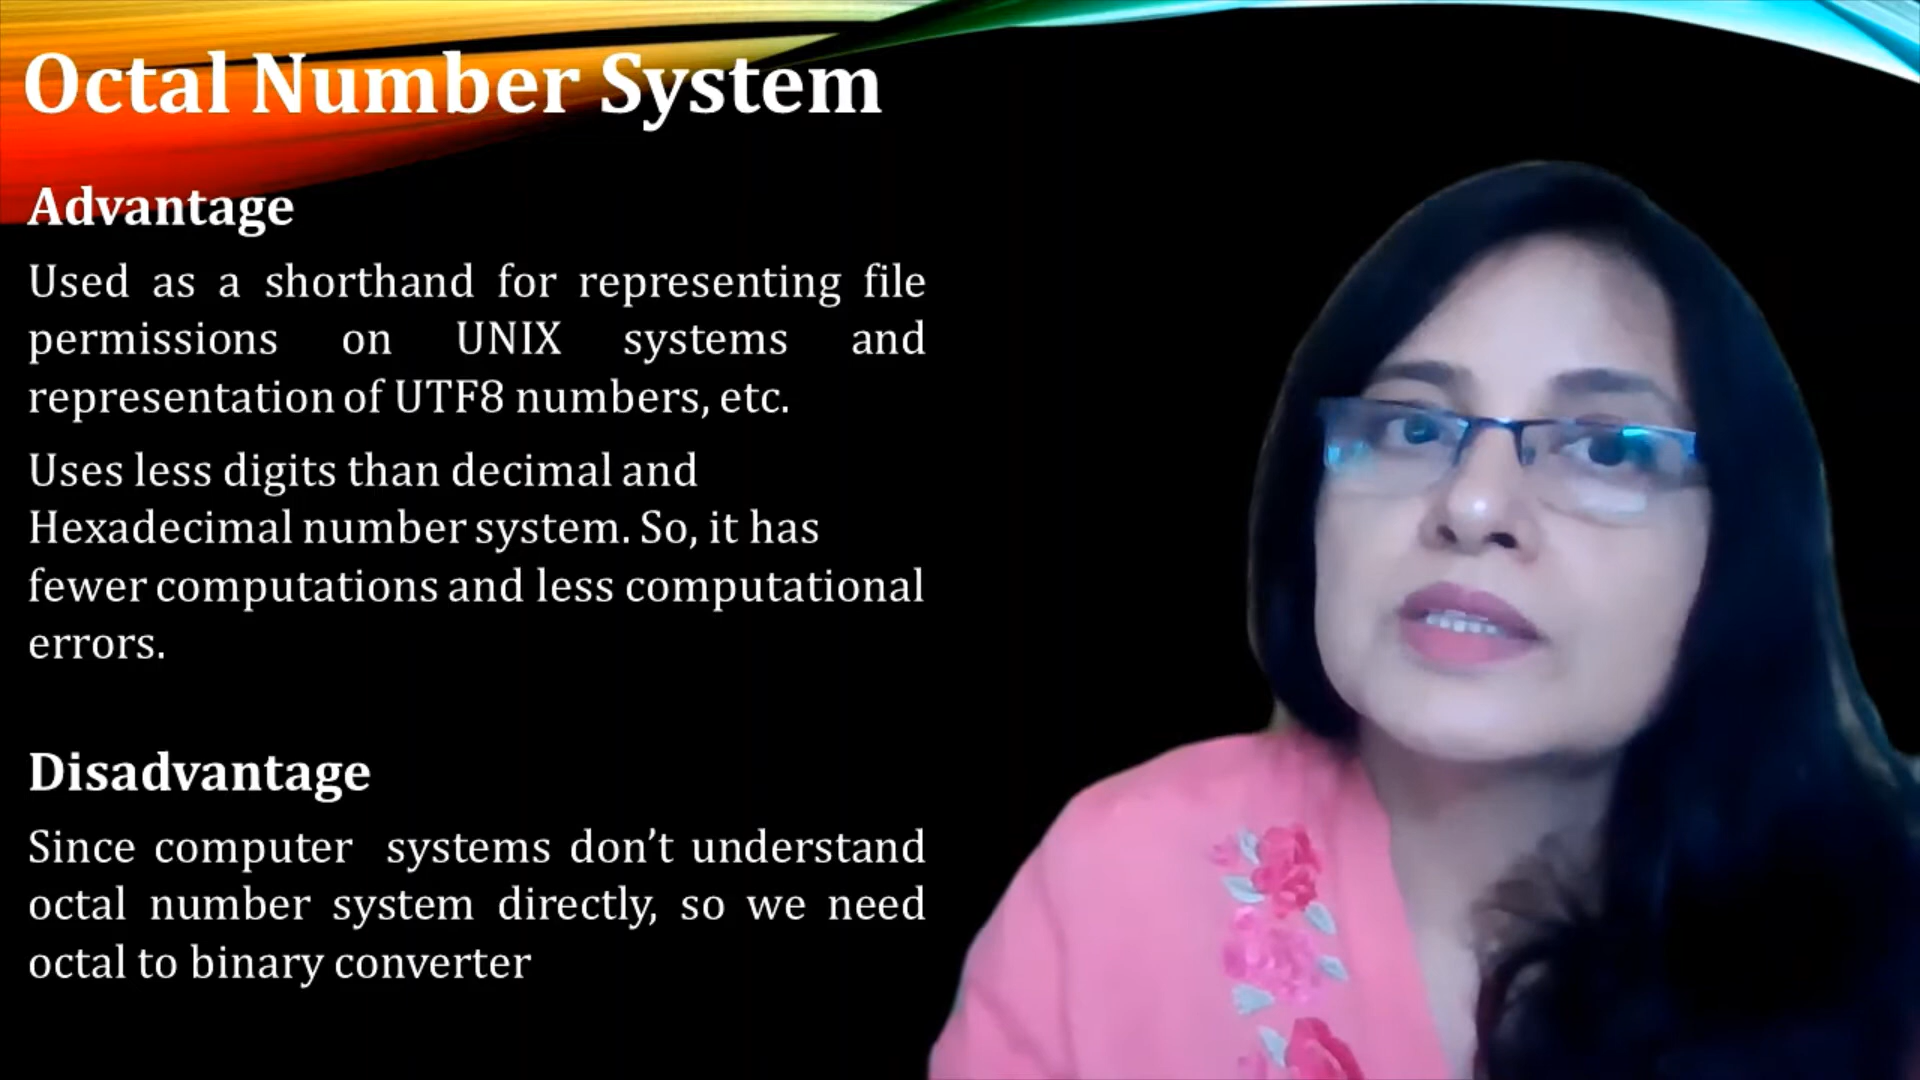 Octal Number System
Advantage
Used as a shorthand for representing file
permissions on UNIX systems and
representation of UTF8 numbers, etc.
Uses less digits than decimal and
Hexadecimal number system. So, it has
fewer computations and less computational
errors.
Disadvantage
Since computer systems don’t understand
octal number system directly, so we need
octal to binary converter